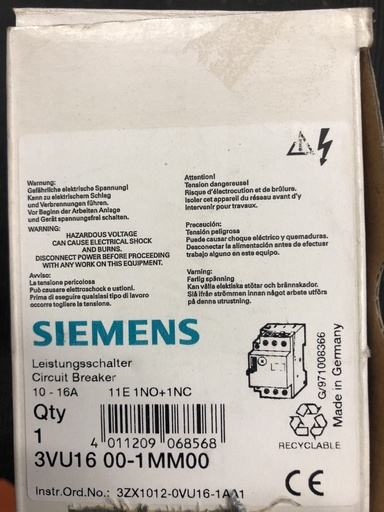 Warnung:
Gefährliche elektrische Spannung!
Kann zu elektrischem Schlag
und Verbrennungen führen.
Vor Beginn der Arbeiten Anlage
und Gerät spannungsfrei schalten.
WARNING:
HAZARDOUS VOLTAGE
CAN CAUSE ELECTRICAL SHOCK
AND BURNS.
DISCONNECT POWER BEFORE PROCEEDING
WITH ANY WORK ON THIS EQUIPMENT.
Avviso:
La tensione pericolosa
Può causare elettroshock e ustioni.
Prima di eseguire qualsiasi tipo di lavoro
occorre togliere la tensione.
Attention!
Tension dangereuse!
Risque d'électrocution et de brûlure.
Isoler cet appareil du réseau avant d'y
intervenir pour travaux.
Precaución:
Tensión peligrosa
Puede causar choque eléctrico y quemaduras.
Desconectar la alimentación antes de efectuar
trabajo alguno en este equipo.
Varning:
Farlig spänning
Kan vålla elektriska stötar och brännskador.
Slå ifrån strömmen innan något arbete utförs
på denna utrustning.
SIEMENS
Leistungsschalter
Circuit Breaker
10 - 16A 11E 1NO+1NC
Qty
1
4 011209 068568
3VU16 00-1MM00
Instr.Ord.No.: 3ZX1012-0VU16-1AA1
G/971008366
Made in Germany
RECYCLABLE
CE